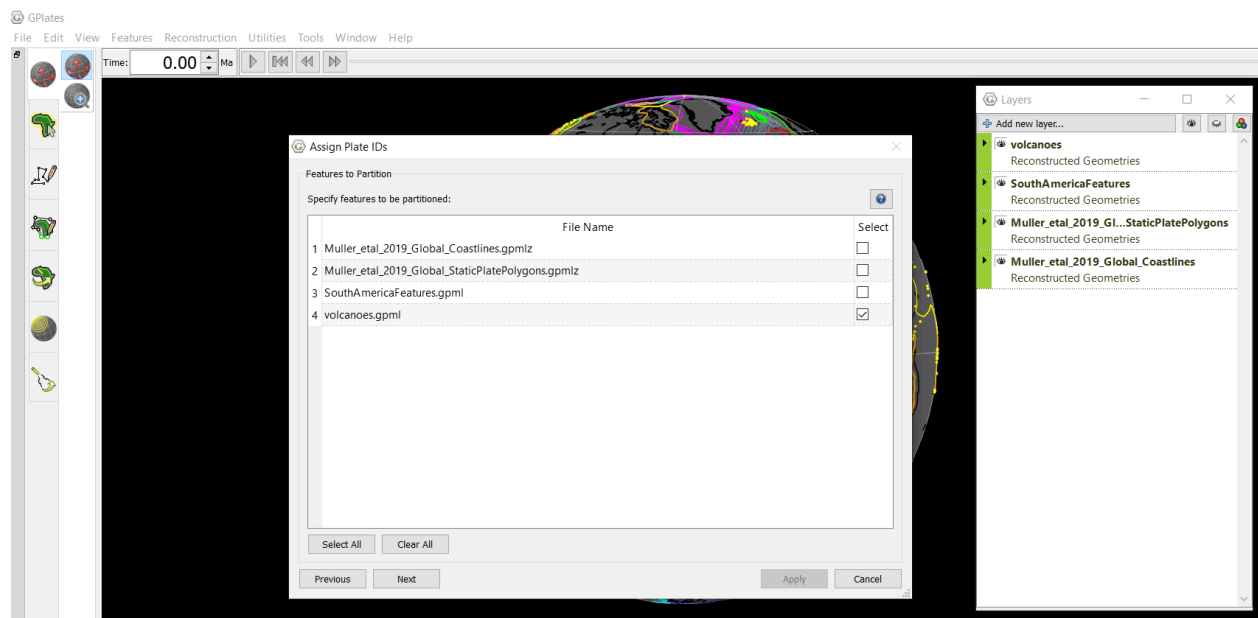 GPlates
File Edit View Features Reconstruction Utilities Tools Window Help
Time: 0.00 Ma
Layers
Add new layer...
volcanoes
Reconstructed Geometries
SouthAmericaFeatures
Reconstructed Geometries
Muller_etal_2019_Gl...StaticPlatePolygons
Reconstructed Geometries
Muller_etal_2019_Global_Coastlines
Reconstructed Geometries
Assign Plate IDs
Features to Partition
Specify features to be partitioned:
File Name Select
1 Muller_etal_2019_Global_Coastlines.gpmlz
2 Muller_etal_2019_Global_StaticPlatePolygons.gpmlz
3 SouthAmericaFeatures.gpml
4 volcanoes.gpml
Select All Clear All
Previous Next Apply Cancel